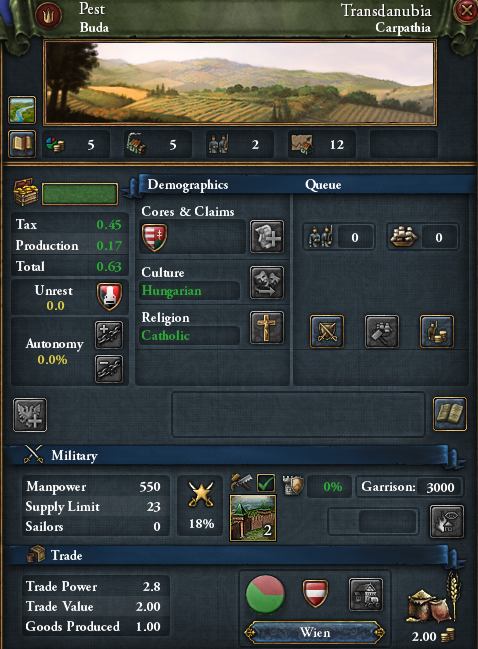 Pest
Transdanubia
Buda
Carpathia
5
5
2
12
Demographics
Queue
Cores & Claims
Tax 0.45
Production 0.17
Total 0.63
0
0
Unrest
0.0
Culture
Hungarian
Religion
Catholic
Autonomy
0.0%
Military
Manpower 550
Supply Limit 23
Sailors 0
18%
2
0%
Garrison: 3000
Trade
Trade Power 2.8
Trade Value 2.00
Goods Produced 1.00
Wien
2.00